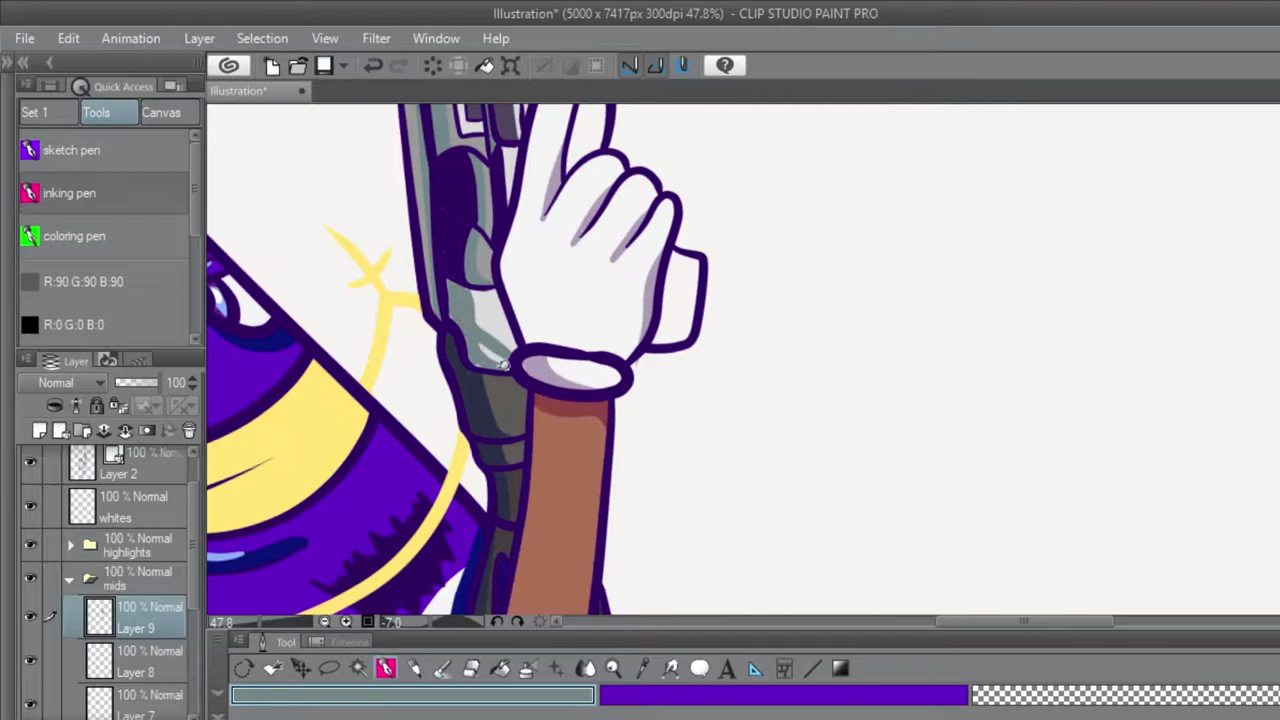 Illustration* (5000 x 7417px 300dpi 47.8%) - CLIP STUDIO PAINT PRO
File Edit Animation Layer Selection View Filter Window Help
Quick Access
Illustration*
Set 1 Tools Canvas
sketch pen
inking pen
coloring pen
R:90 G:90 B:90
R:0 G:0 B:0
Layer
Normal 100
100 % Norm
Layer 2
100 % Normal
whites
100 % Normal
highlights
100 % Normal
mids
100 % Normal
Layer 9
100 % Normal
Layer 8
100 % Normal
Layer 7
47.8 -7.0
Tool Timeline